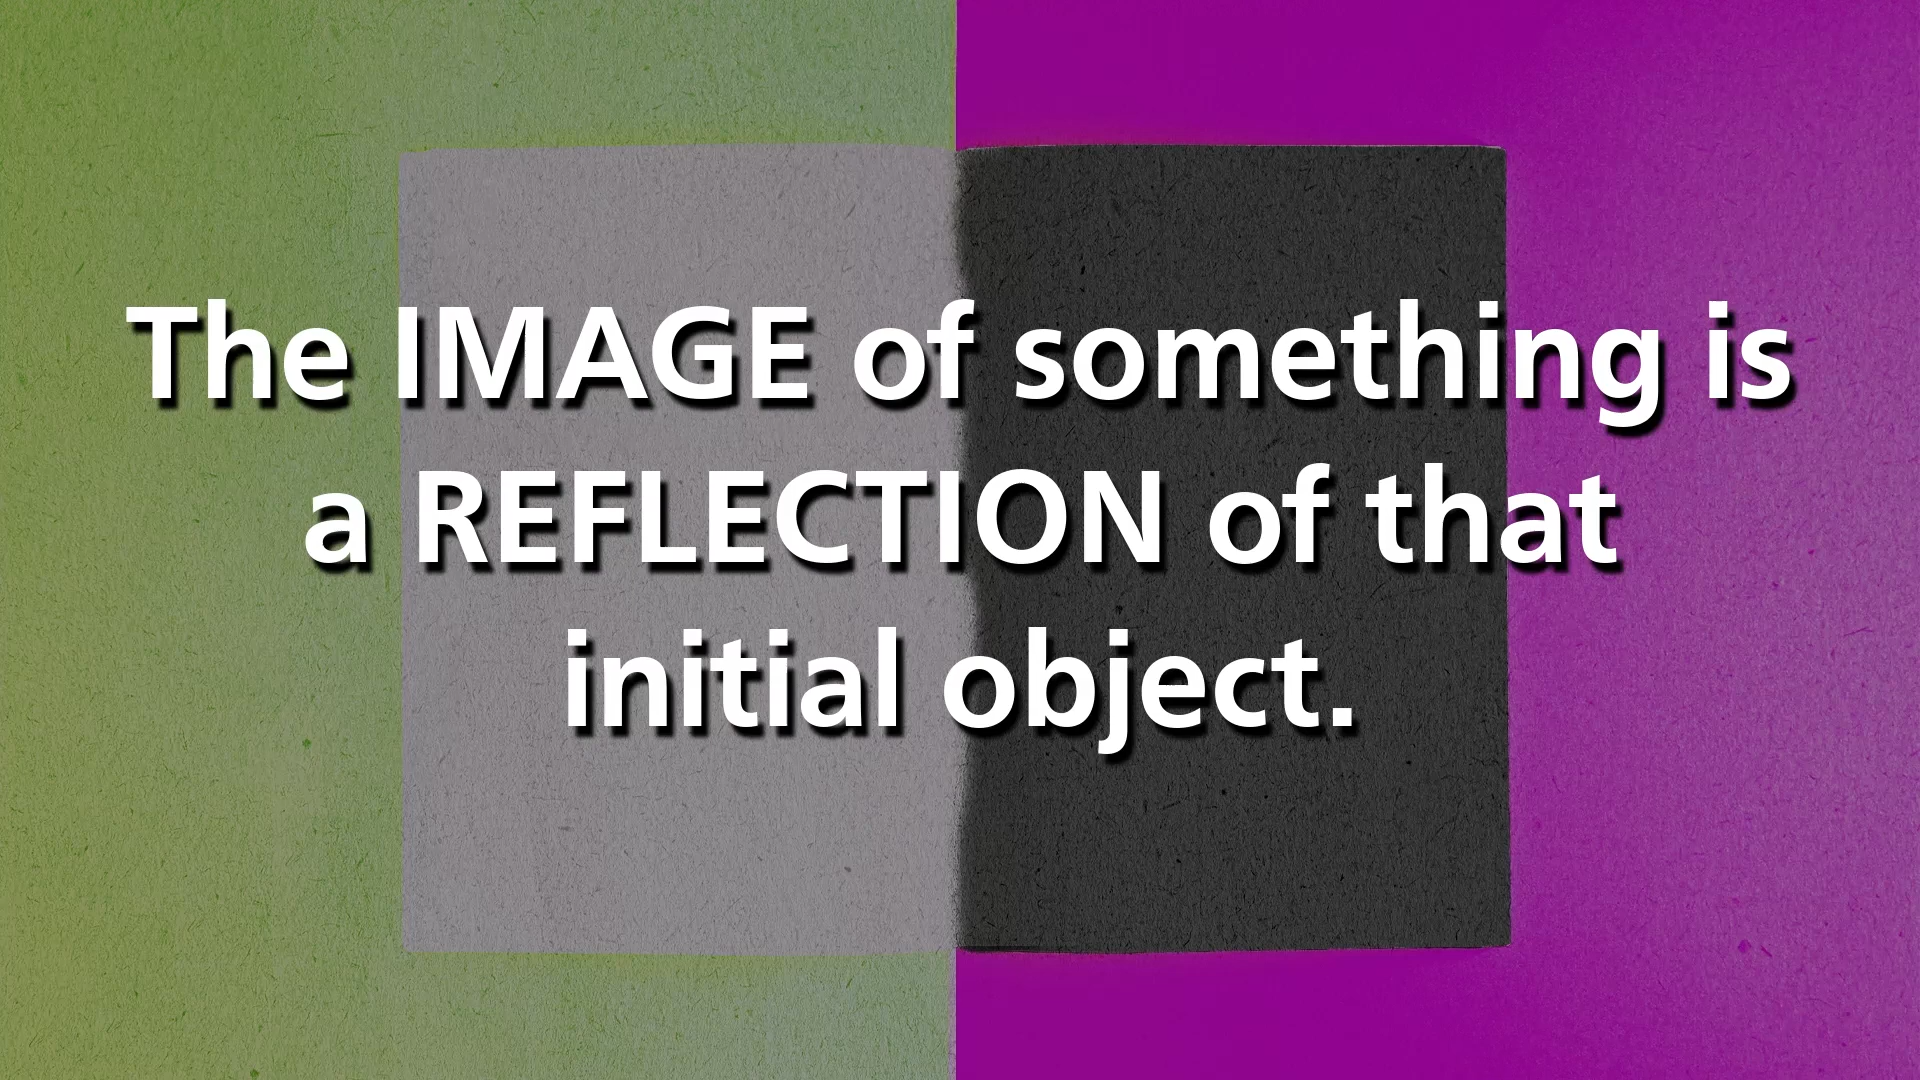 The IMAGE of something is
a REFLECTION of that
initial object.